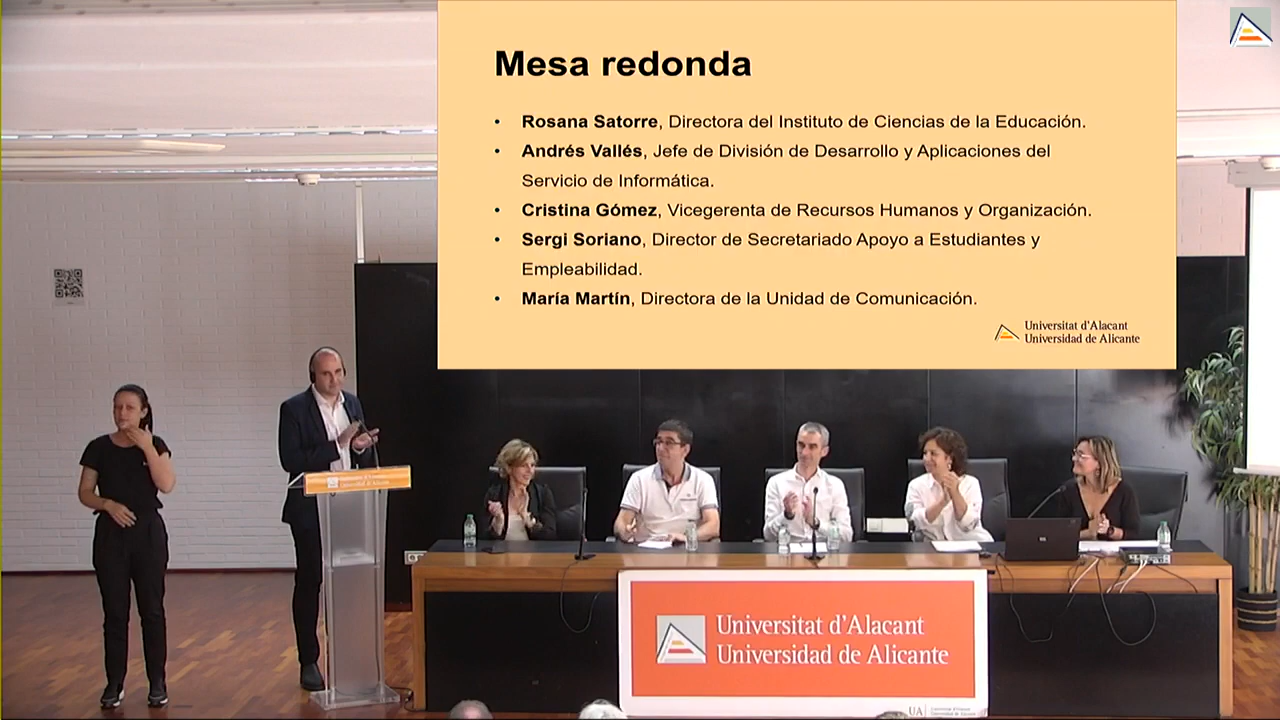 Mesa redonda
• Rosana Satorre, Directora del Instituto de Ciencias de la Educación.
• Andrés Vallés, Jefe de División de Desarrollo y Aplicaciones del
Servicio de Informática.
• Cristina Gómez, Vicegerenta de Recursos Humanos y Organización.
• Sergi Soriano, Director de Secretariado Apoyo a Estudiantes y
Empleabilidad.
• María Martín, Directora de la Unidad de Comunicación.
Universitat d'Alacant
Universidad de Alicante
Universitat d'Alacant
Universidad de Alicante
UA